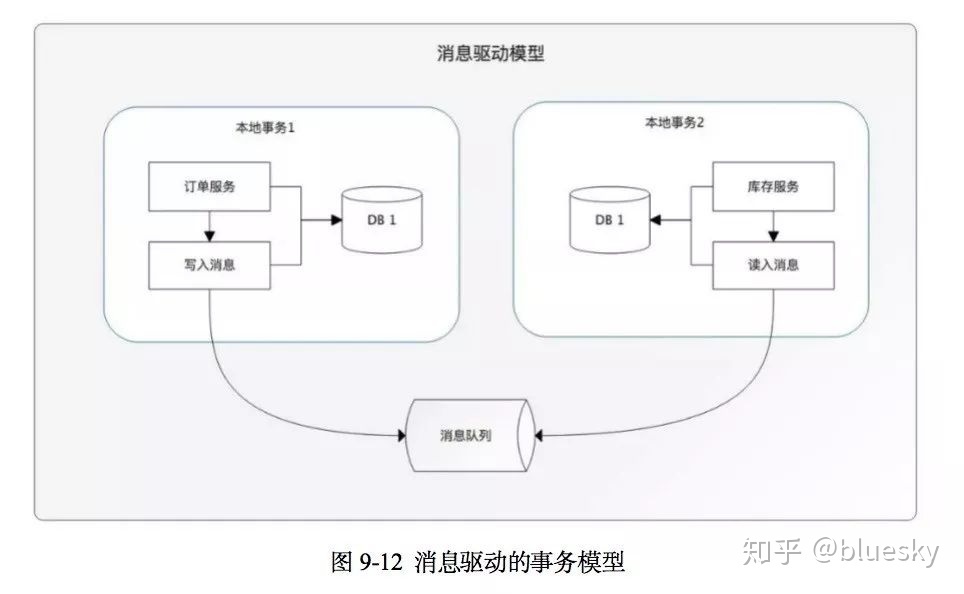 消息驱动模型
本地事务1
订单服务
DB 1
写入消息
本地事务2
库存服务
DB 1
读入消息
消息队列
知乎 @bluesky
图 9-12 消息驱动的事务模型